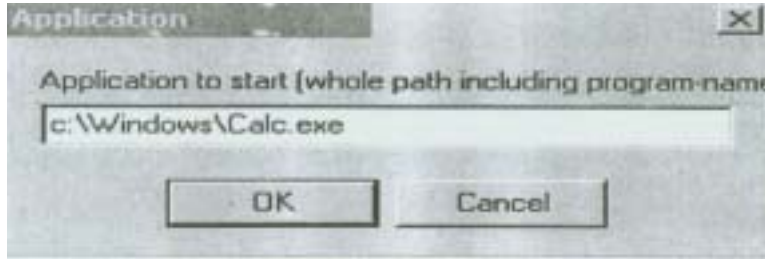 Application
Application to start (whole path including program-name
c:\Windows\Calc.exe
OK
Cancel